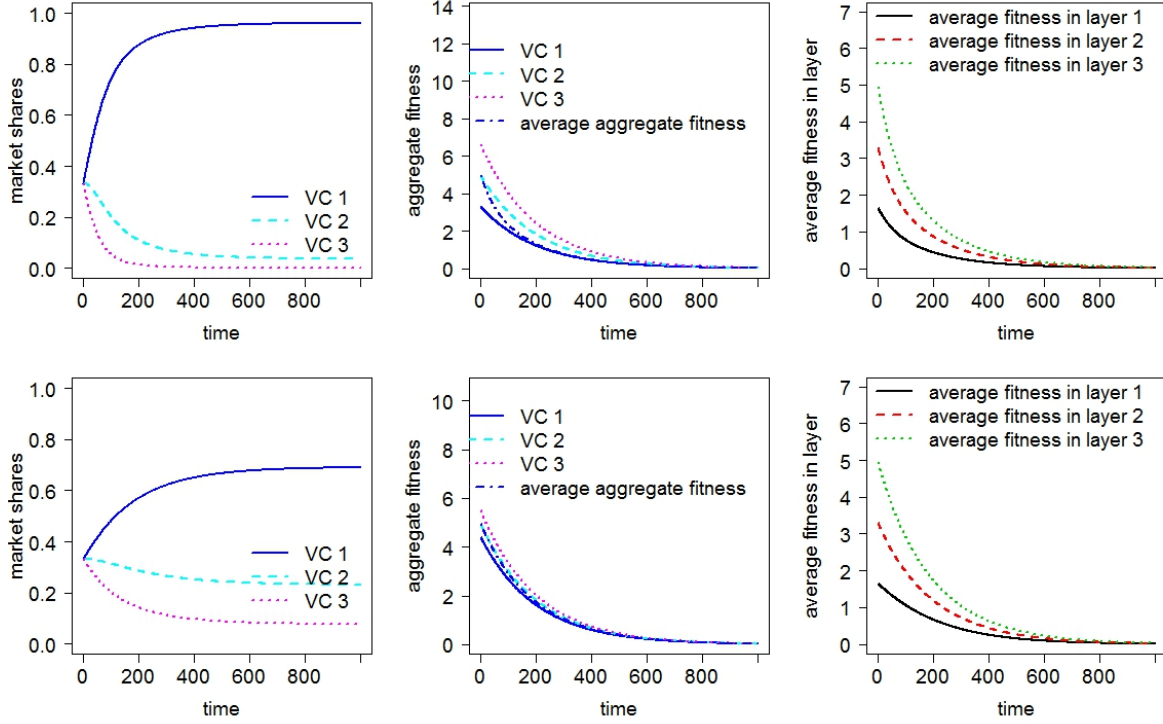 market shares
1.0
0.8
0.6
0.4
0.2
0.0
VC 1
VC 2
VC 3
0 200 400 600 800
time
aggregate fitness
14
12
10
8
6
4
2
0
VC 1
VC 2
VC 3
average aggregate fitness
0 200 400 600 800
time
average fitness in layer
7
6
5
4
3
2
1
0
average fitness in layer 1
average fitness in layer 2
average fitness in layer 3
0 200 400 600 800
time
market shares
1.0
0.8
0.6
0.4
0.2
0.0
VC 1
VC 2
VC 3
0 200 400 600 800
time
aggregate fitness
10
8
6
4
2
0
VC 1
VC 2
VC 3
average aggregate fitness
0 200 400 600 800
time
average fitness in layer
7
6
5
4
3
2
1
0
average fitness in layer 1
average fitness in layer 2
average fitness in layer 3
0 200 400 600 800
time